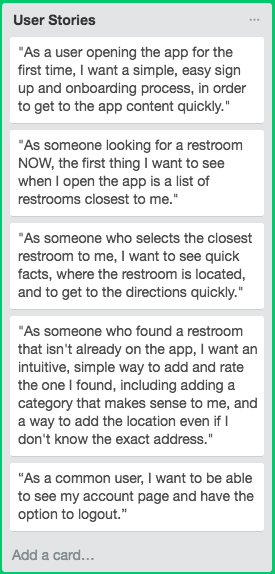 User Stories ...
"As a user opening the app for the
first time, I want a simple, easy sign
up and onboarding process, in order
to get to the app content quickly."
"As someone looking for a restroom
NOW, the first thing I want to see
when I open the app is a list of
restrooms closest to me."
"As someone who selects the closest
restroom to me, I want to see quick
facts, where the restroom is located,
and to get to the directions quickly."
"As someone who found a restroom
that isn't already on the app, I want an
intuitive, simple way to add and rate
the one I found, including adding a
category that makes sense to me, and
a way to add the location even if I
don't know the exact address."
“As a common user, I want to be able
to see my account page and have the
option to logout.”
Add a card…